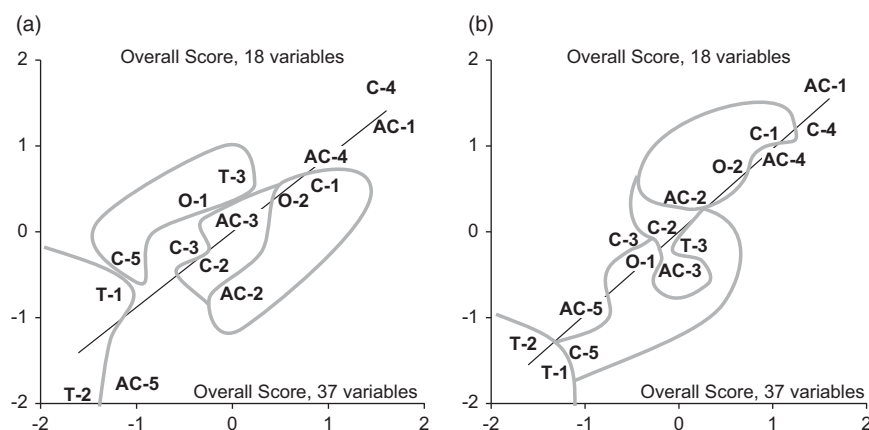 (a)
(b)
Overall Score, 18 variables
2
C-4
AC-1
1
AC-4
T-3
C-1
O-1
O-2
AC-3
0
C-3
C-5
C-2
T-1
AC-2
-1
T-2
AC-5
Overall Score, 37 variables
-2
-2 -1 0 1 2
Overall Score, 18 variables
2
AC-1
C-1
C-4
1
O-2
AC-4
AC-2
C-2
0
C-3
T-3
O-1
AC-3
AC-5
-1
T-2
C-5
T-1
Overall Score, 37 variables
-2
-2 -1 0 1 2